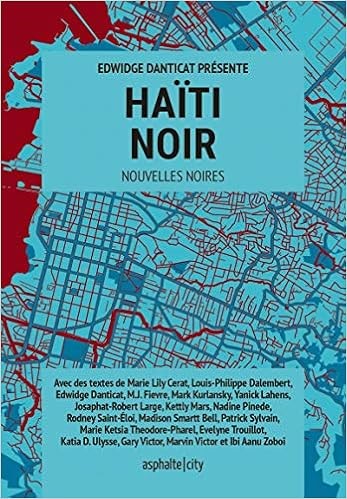 EDWIDGE DANTICAT PRÉSENTE
HAÏTI
NOIR
NOUVELLES NOIRES
Avec des textes de Marie Lily Cerat, Louis-Philippe Dalembert,
Edwidge Danticat, M.J. Fievre, Mark Kurlansky, Yanick Lahens,
Josaphat-Robert Large, Kettly Mars, Nadine Pinede,
Rodney Saint-Éloi, Madison Smartt Bell, Patrick Sylvain,
Marie Ketsia Theodore-Pharel, Evelyne Trouillot,
Katia D. Ulysse, Gary Victor, Marvin Victor et Ibi Aanu Zoboi
asphalte|city